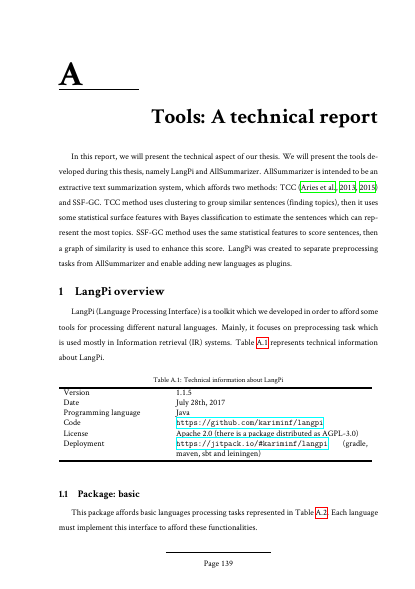 A
Tools: A technical report
In this report, we will present the technical aspect of our thesis. We will present the tools de-
veloped during this thesis, namely LangPi and AllSummarizer. AllSummarizer is intended to be an
extractive text summarization system, which affords two methods: TCC (Aries et al., 2013, 2015)
and SSF-GC. TCC method uses clustering to group similar sentences (finding topics), then it uses
some statistical surface features with Bayes classification to estimate the sentences which can rep-
resent the most topics. SSF-GC method uses the same statistical features to score sentences, then
a graph of similarity is used to enhance this score. LangPi was created to separate preprocessing
tasks from AllSummarizer and enable adding new languages as plugins.
1 LangPi overview
LangPi (Language Processing Interface) is a toolkit which we developed in order to afford some
tools for processing different natural languages. Mainly, it focuses on preprocessing task which
is used mostly in Information retrieval (IR) systems. Table A.1 represents technical information
about LangPi.
Table A.1: Technical information about LangPi
Version 1.1.5
Date July 28th, 2017
Programming language Java
Code https://github.com/kariminf/langpi
License Apache 2.0 (there is a package distributed as AGPL-3.0)
Deployment https://jitpack.io/#kariminf/langpi (gradle,
maven, sbt and leiningen)
1.1 Package: basic
This package affords basic languages processing tasks represented in Table A.2. Each language
must implement this interface to afford these functionalities.
Page 139